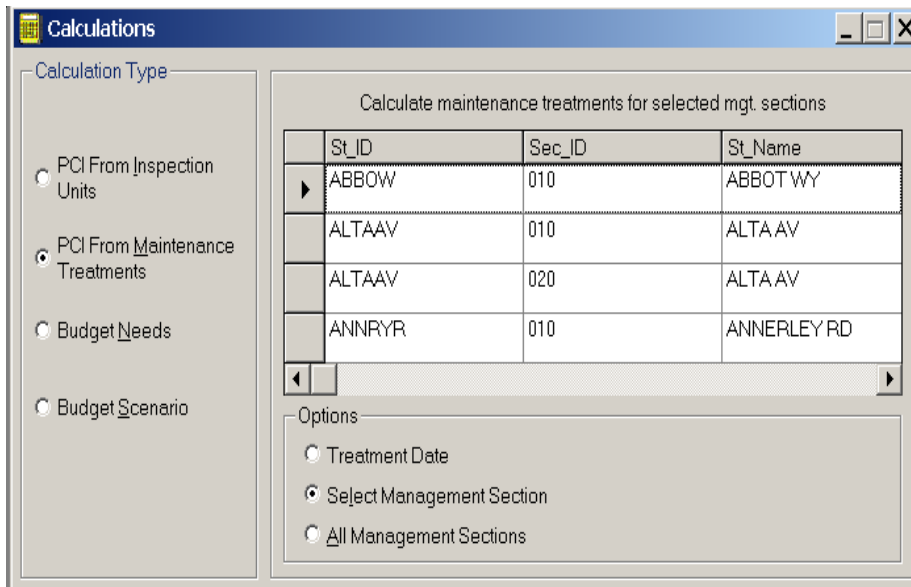 Calculations
Calculation Type
PCI From Inspection
Units
PCI From Maintenance
Treatments
Budget Needs
Budget Scenario
Calculate maintenance treatments for selected mgt. sections
St_ID Sec_ID St_Name
ABBOW 010 ABBOT WY
ALTAAV 010 ALTA AV
ALTAAV 020 ALTA AV
ANNRYR 010 ANNERLEY RD
Options
Treatment Date
Select Management Section
All Management Sections